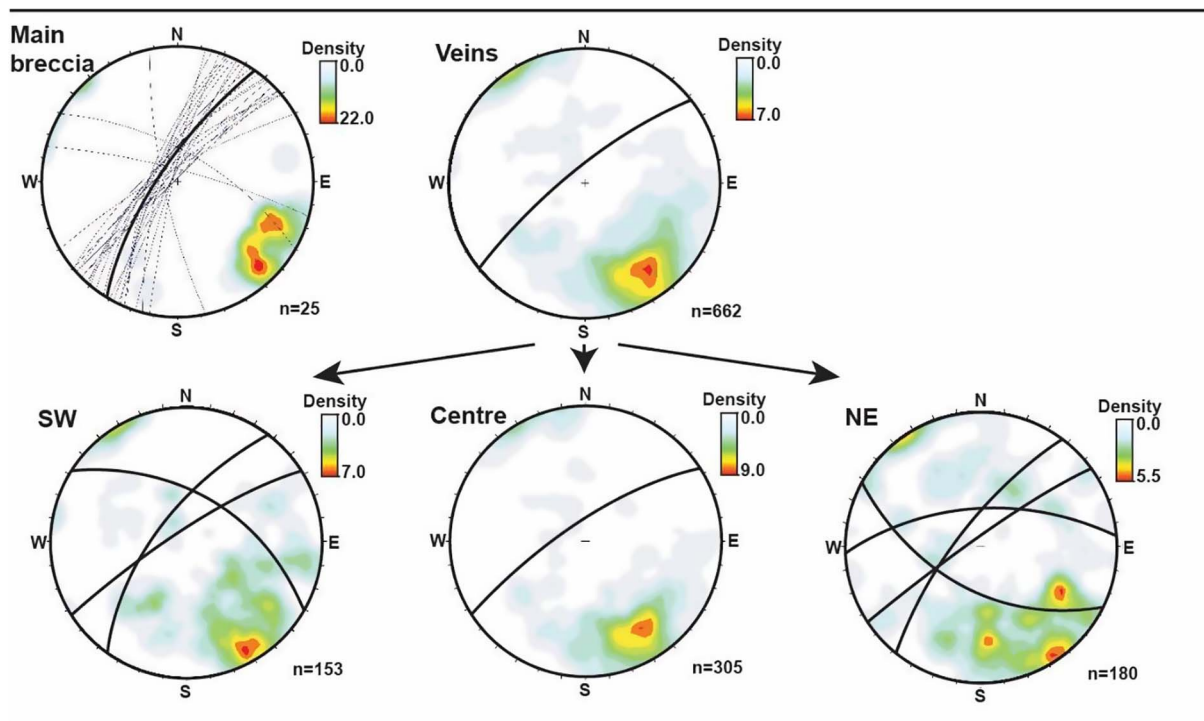 Main
breccia
N
W
E
S
Density
0.0
22.0
n=25
Veins
N
W
E
S
Density
0.0
7.0
n=662
SW
N
W
E
S
Density
0.0
7.0
n=153
Centre
N
W
E
S
Density
0.0
9.0
n=305
NE
N
W
E
S
Density
0.0
5.5
n=180